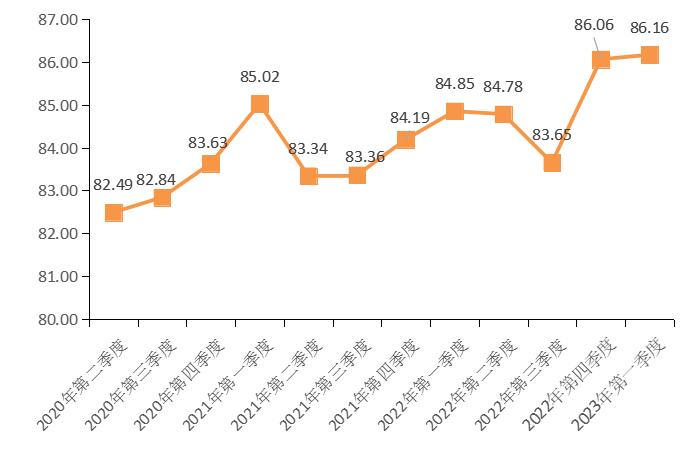 87.00
86.00
85.00
84.00
83.00
82.00
81.00
80.00
82.49
82.84
83.63
85.02
83.34
83.36
84.19
84.85
84.78
83.65
86.06
86.16
2020年第二季度
2020年第三季度
2020年第四季度
2021年第一季度
2021年第二季度
2021年第三季度
2021年第四季度
2022年第一季度
2022年第二季度
2022年第三季度
2022年第四季度
2023年第一季度